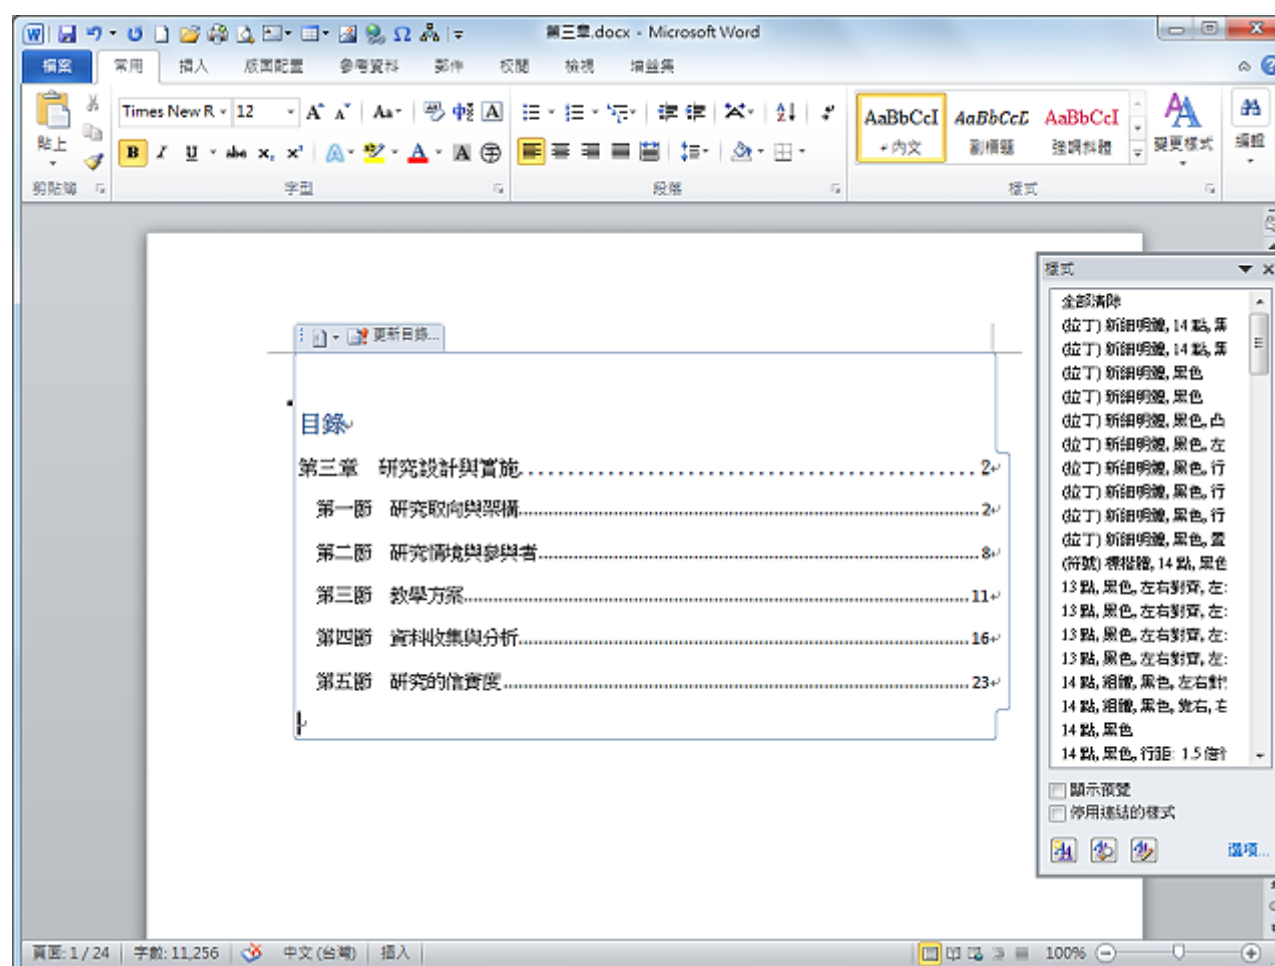 第三章.docx - Microsoft Word
檔案 常用 插入 版面配置 參考資料 郵件 校閱 檢視 增益集
Times New R 12
AaBbCcI AaBbCcD AaBbCcI
貼上
內文 副標題 強調斜體 變更樣式 編輯
剪貼簿 字型 段落 樣式
更新目錄...
目錄
第三章 研究設計與實施 2
第一節 研究取向與架構 2
第二節 研究情境與參與者 8
第三節 教學方案 11
第四節 資料收集與分析 16
第五節 研究的信實度 23
樣式
全部清除
(拉丁) 新細明體, 14 點, 黑
(拉丁) 新細明體, 14 點, 黑
(拉丁) 新細明體, 黑色
(拉丁) 新細明體, 黑色
(拉丁) 新細明體, 黑色, 凸
(拉丁) 新細明體, 黑色, 左
(拉丁) 新細明體, 黑色, 行
(拉丁) 新細明體, 黑色, 行
(拉丁) 新細明體, 黑色, 行
(拉丁) 新細明體, 黑色, 置
(符號) 標楷體, 14 點, 黑色
13 點, 黑色, 左右對齊, 左:
13 點, 黑色, 左右對齊, 左:
13 點, 黑色, 左右對齊, 左:
13 點, 黑色, 左右對齊, 左:
14 點, 粗體, 黑色, 左右對
14 點, 粗體, 黑色, 靠右, 右
14 點, 黑色
14 點, 黑色, 行距: 1.5 倍
顯示預覽
停用連結的樣式
選項...
頁面: 1 / 24 字數: 11,256 中文 (台灣) 插入 100%